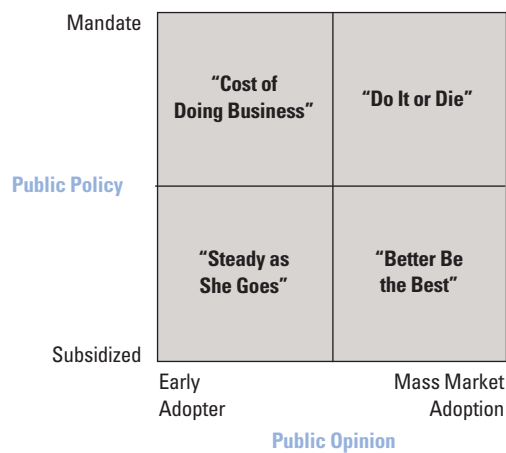 Mandate
“Cost of
Doing Business”
“Do It or Die”
Public Policy
“Steady as
She Goes”
“Better Be
the Best”
Subsidized
Early
Adopter
Mass Market
Adoption
Public Opinion